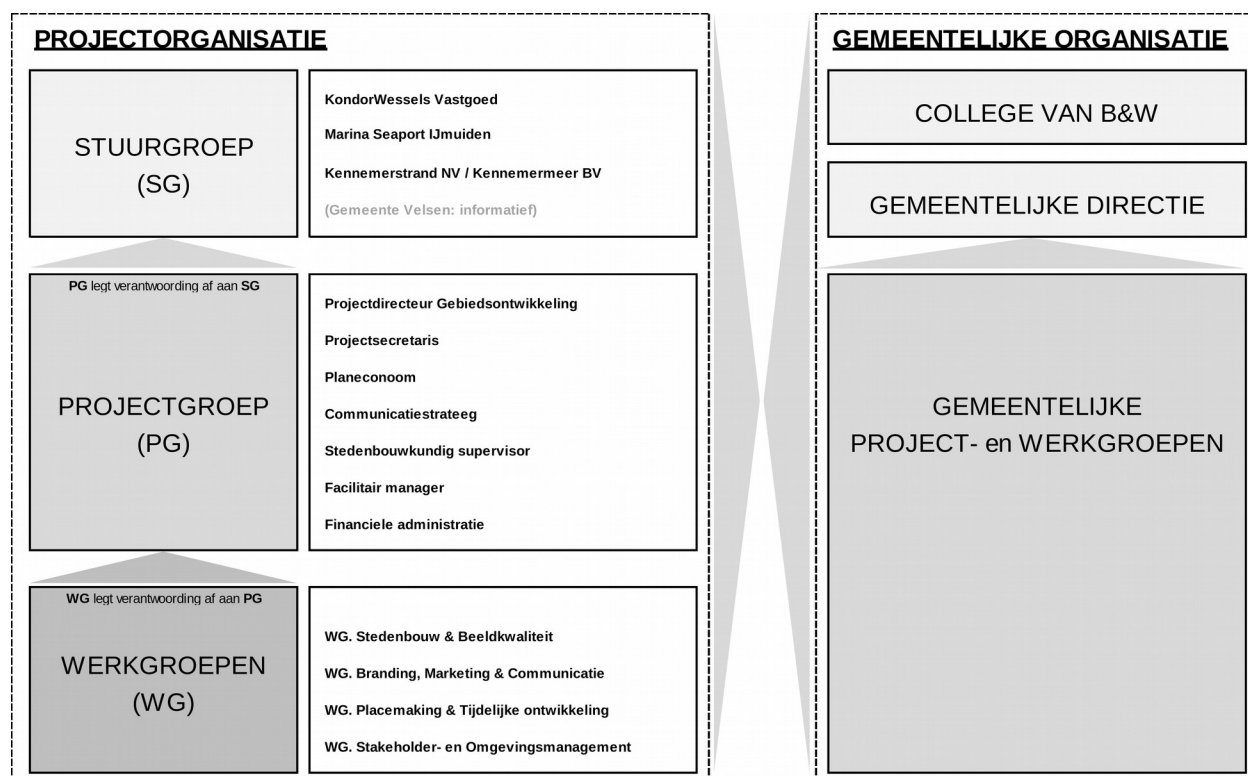 PROJECTORGANISATIE
STUURGROEP
(SG)
KondorWessels Vastgoed
Marina Seaport IJmuiden
Kennemerstrand NV / Kennemermeer BV
(Gemeente Velsen: informatief)
PG legt verantwoording af aan SG
PROJECTGROEP
(PG)
Projectdirecteur Gebiedsontwikkeling
Projectsecretaris
Planeconoom
Communicatiestrateeg
Stedenbouwkundig supervisor
Facilitair manager
Financiele administratie
WG legt verantwoording af aan PG
WERKGROEPEN
(WG)
WG. Stedenbouw & Beeldkwaliteit
WG. Branding, Marketing & Communicatie
WG. Placemaking & Tijdelijke ontwikkeling
WG. Stakeholder- en Omgevingsmanagement
GEMEENTELIJKE ORGANISATIE
COLLEGE VAN B&W
GEMEENTELIJKE DIRECTIE
GEMEENTELIJKE
PROJECT- en WERKGROEPEN